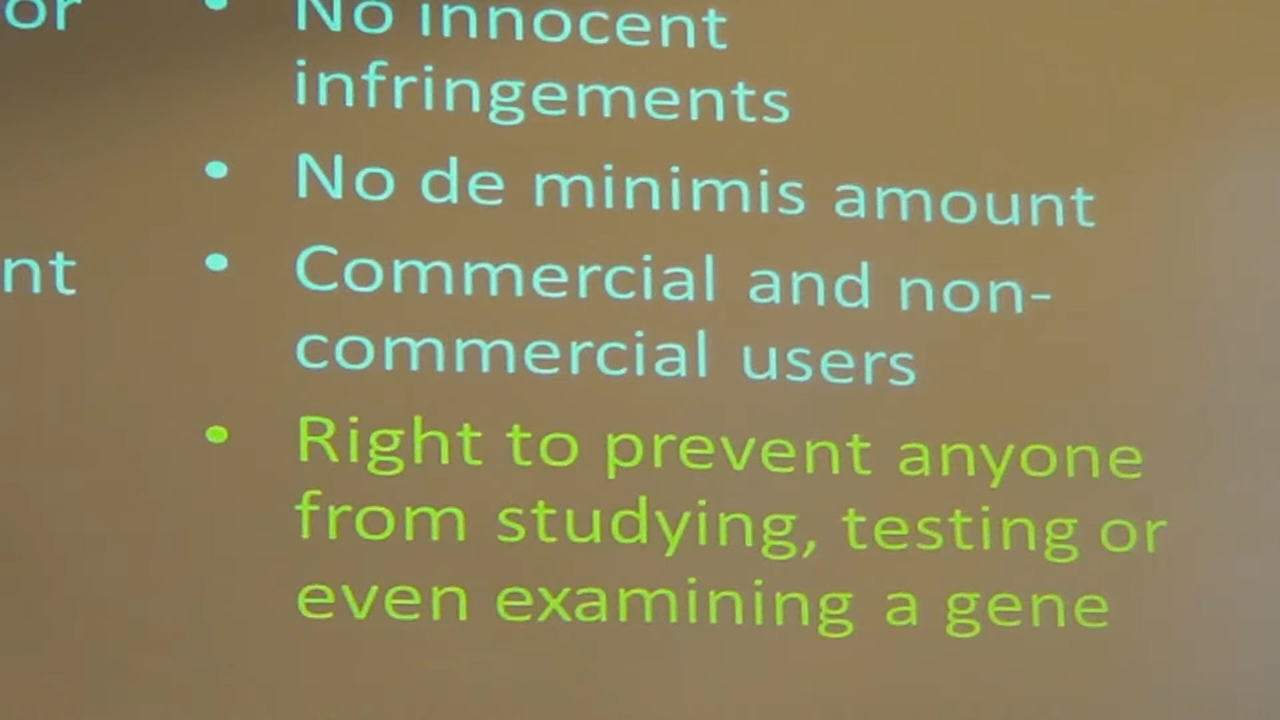 or
• No innocent
infringements
• No de minimis amount
nt
• Commercial and non-
commercial users
• Right to prevent anyone
from studying, testing or
even examining a gene